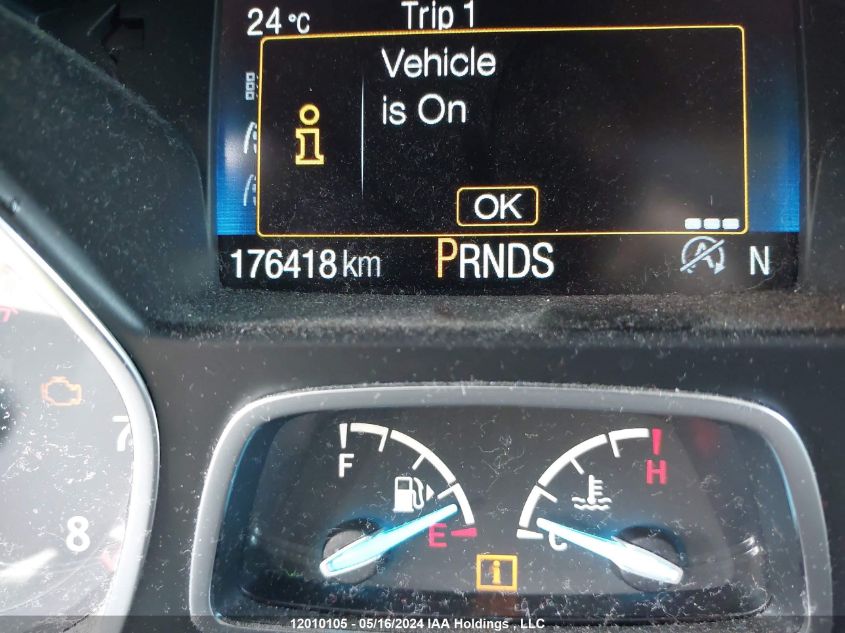 24 °C Trip 1
Vehicle
is On
OK
176418 km PRNDS N
7
F H
8 E C
12010105 - 05/16/2024 IAA Holdings , LLC